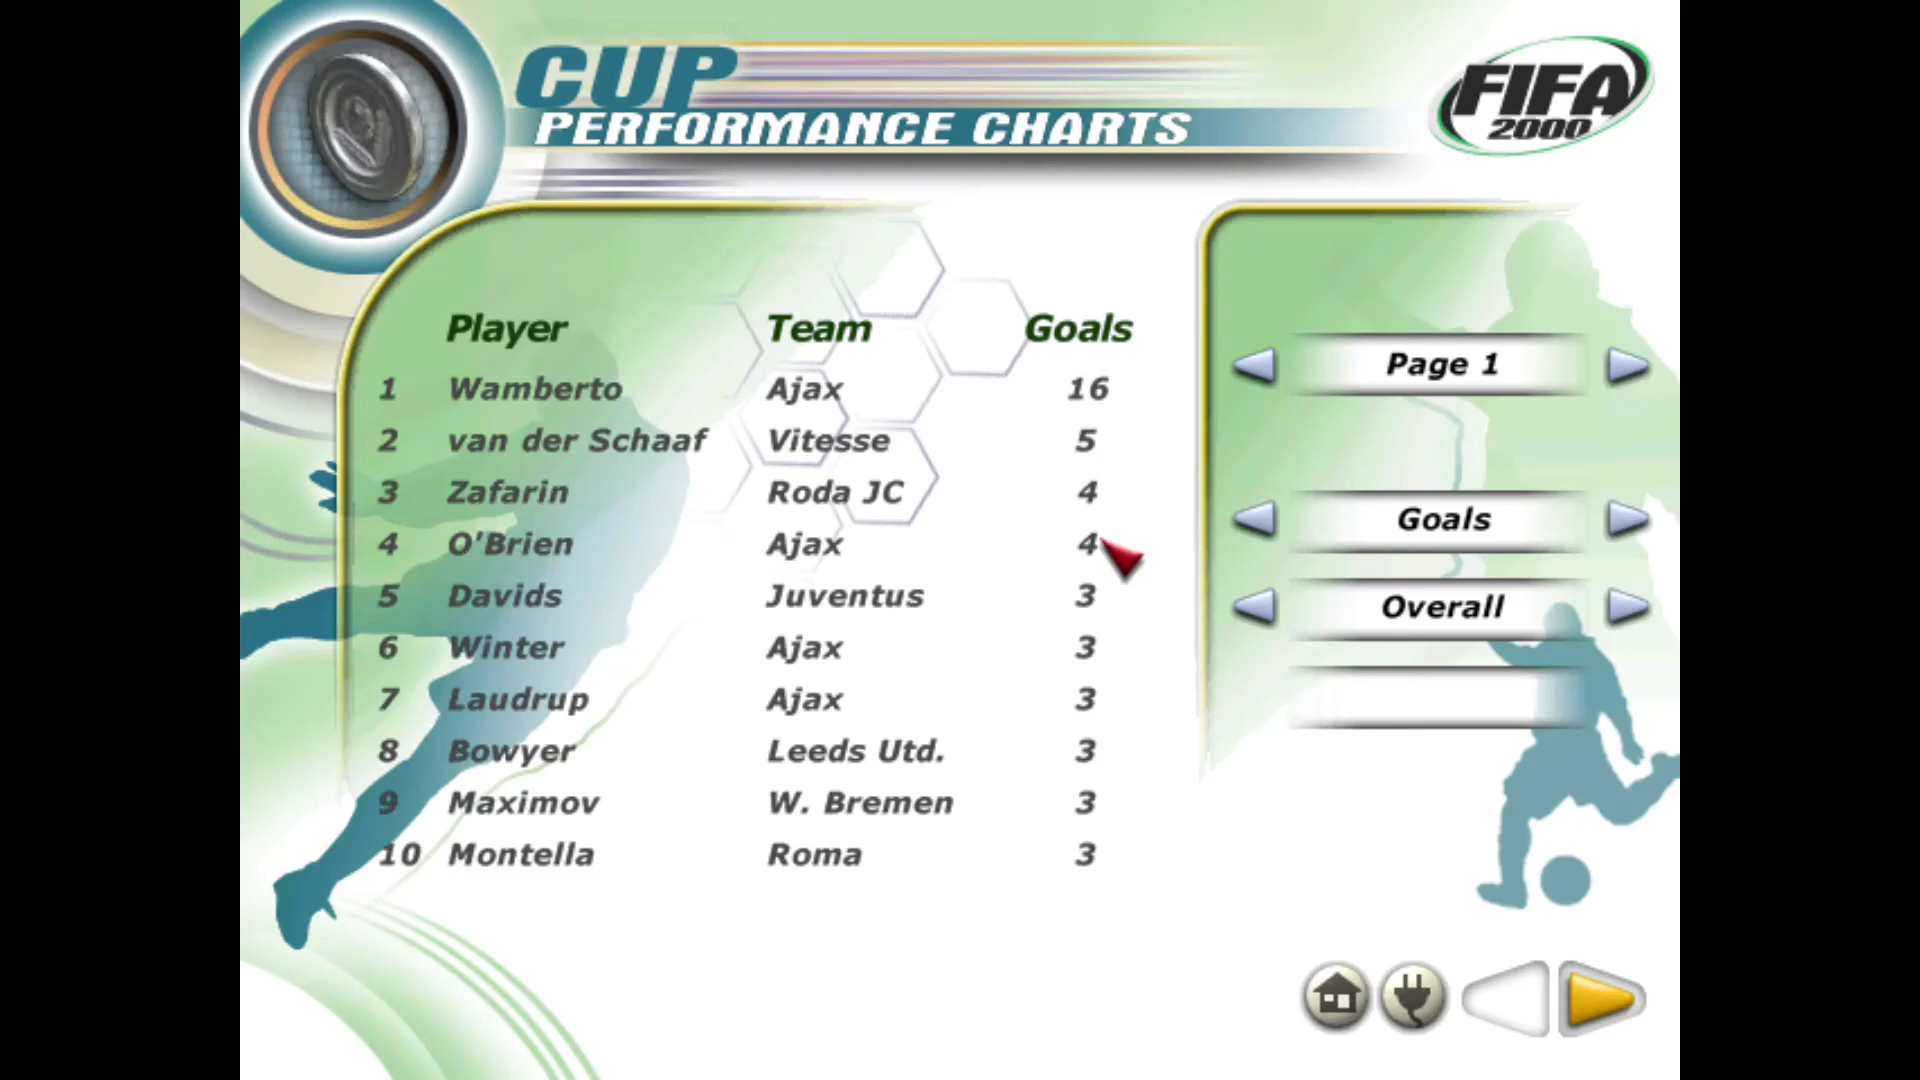 CUP
PERFORMANCE CHARTS
FIFA
2000
Player Team Goals
1 Wamberto Ajax 16
2 van der Schaaf Vitesse 5
3 Zafarin Roda JC 4
4 O'Brien Ajax 4
5 Davids Juventus 3
6 Winter Ajax 3
7 Laudrup Ajax 3
8 Bowyer Leeds Utd. 3
9 Maximov W. Bremen 3
10 Montella Roma 3
Page 1
Goals
Overall